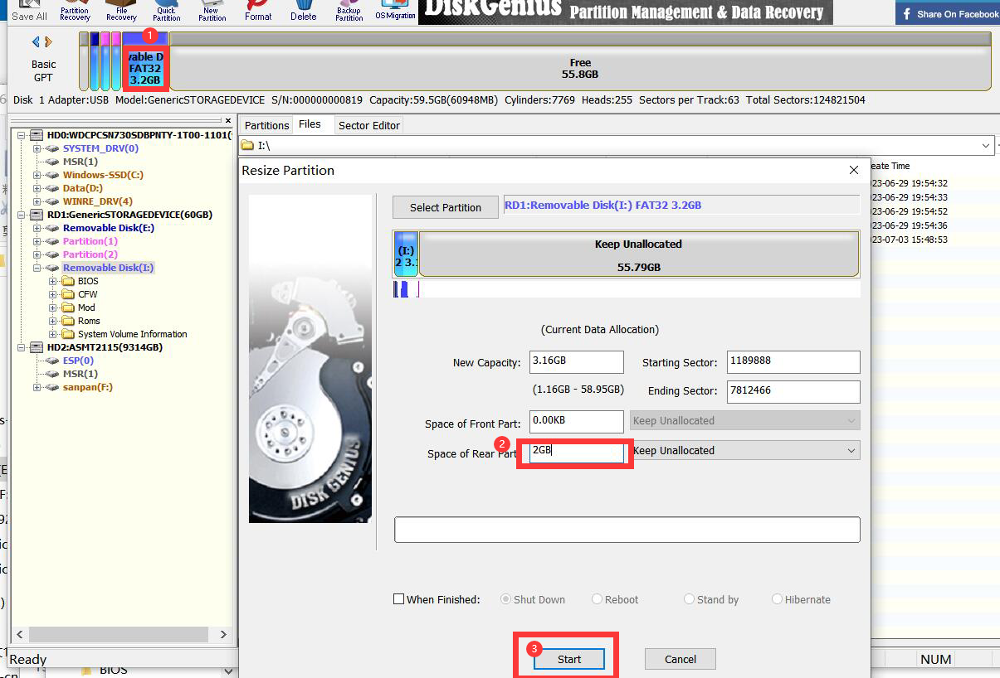 Save All
Partition
Recovery
File
Recovery
Quick
Partition
New
Partition
Format
Delete
Backup
Partition
OS Migration
DiskGenius Partition Management & Data Recovery
Share On Facebook
1
Basic
GPT
vable D
FAT32
3.2GB
Free
55.8GB
Disk 1 Adapter:USB Model:GenericSTORAGEDEVICE S/N:000000000819 Capacity:59.5GB(60948MB) Cylinders:7769 Heads:255 Sectors per Track:63 Total Sectors:124821504
HD0:WDCPCSN730SDBPNTY-1T00-1101(
SYSTEM_DRV(0)
MSR(1)
Windows-SSD(C:)
Data(D:)
WINRE_DRV(4)
RD1:GenericSTORAGEDEVICE(60GB)
Removable Disk(E:)
Partition(1)
Partition(2)
Removable Disk(I:)
BIOS
CFW
Mod
Roms
System Volume Information
HD2:ASMT2115(9314GB)
ESP(0)
MSR(1)
sanpan(F:)
Ready
BIOS
Partitions Files Sector Editor
I:\
eate Time
23-06-29 19:54:32
23-06-29 19:54:33
23-06-29 19:54:52
23-06-29 19:54:36
23-07-03 15:48:53
Resize Partition
DISK GENIUS
Select Partition RD1:Removable Disk(I:) FAT32 3.2GB
(I:)
2 3.:
Keep Unallocated
55.79GB
(Current Data Allocation)
New Capacity: 3.16GB Starting Sector: 1189888
(1.16GB - 58.95GB) Ending Sector: 7812466
Space of Front Part: 0.00KB Keep Unallocated
2
Space of Rear Part 2GB Keep Unallocated
When Finished: Shut Down Reboot Stand by Hibernate
3
Start Cancel
NUM